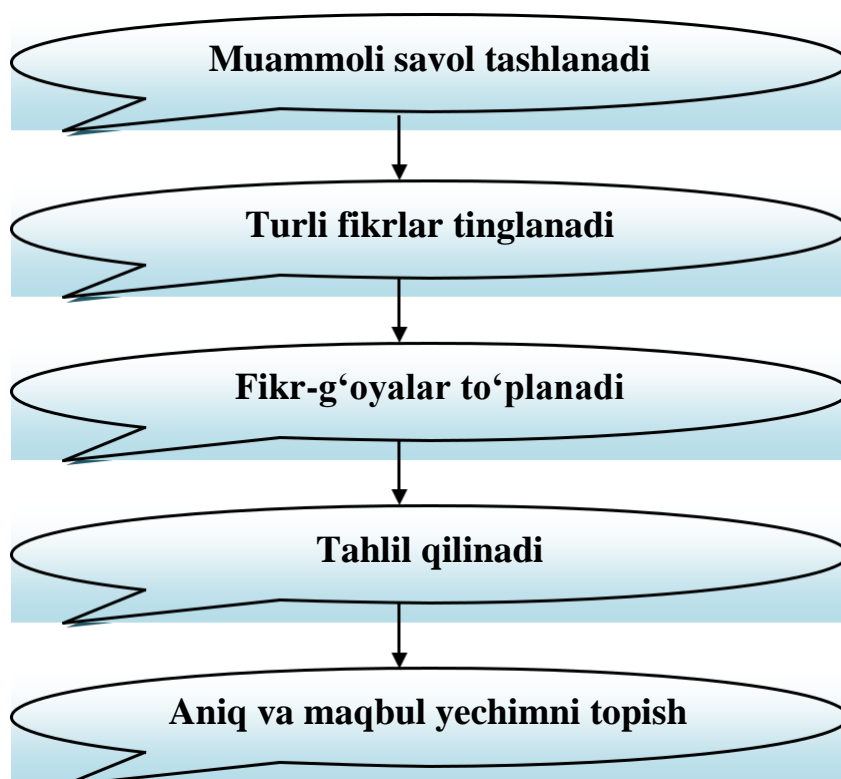 Muammoli savol tashlanadi
Turli fikrlar tinglanadi
Fikr-g‘oyalar to‘planadi
Tahlil qilinadi
Aniq va maqbul yechimni topish